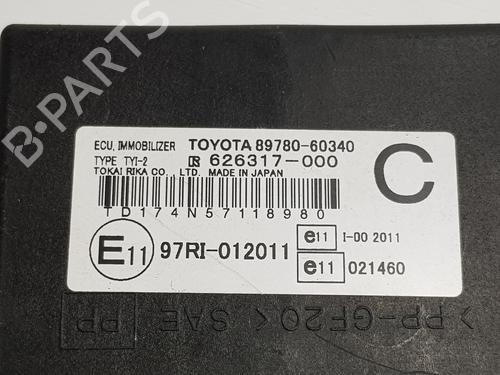 ECU, IMMOBILIZER TOYOTA 89780-60340
TYPE TYI-2 626317-000
TOKAI RIKA CO., LTD. MADE IN JAPAN
C
TD174N57118980
E11 97RI-012011
e11 I-00 2011
e11 021460
>PP-GF20< SAE PP
B-PARTS